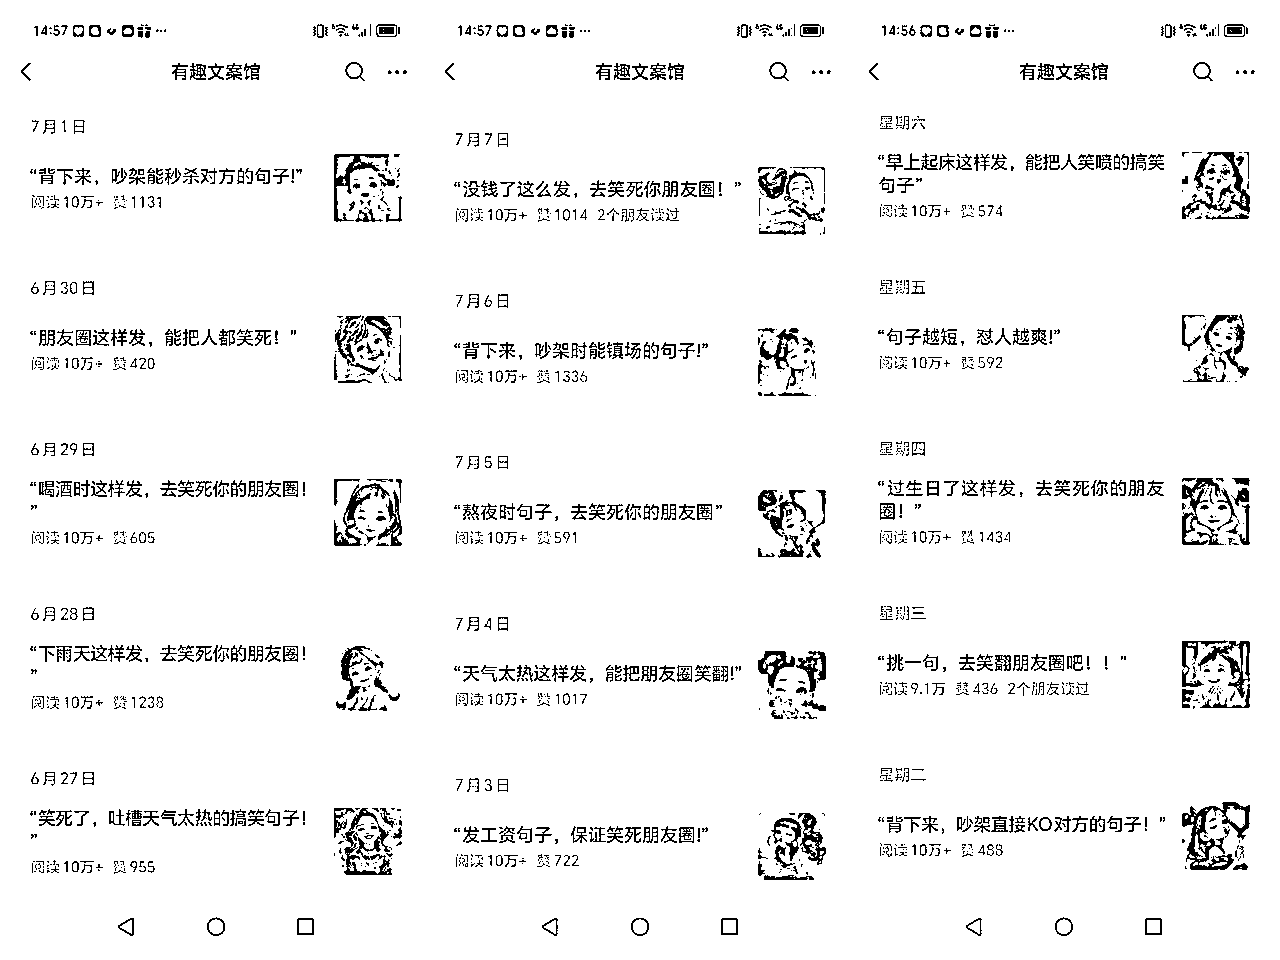 14:57
有趣文案馆
7月1日
“背下来，吵架能秒杀对方的句子!”
阅读10万+ 赞1131
6月30日
“朋友圈这样发，能把人都笑死！”
阅读10万+ 赞420
6月29日
“喝酒时这样发，去笑死你的朋友圈！
”
阅读10万+ 赞605
6月28日
“下雨天这样发，去笑死你的朋友圈！
”
阅读10万+ 赞1238
6月27日
“笑死了，吐槽天气太热的搞笑句子！
”
阅读10万+ 赞955
14:57
有趣文案馆
7月7日
“没钱了这么发，去笑死你朋友圈！”
阅读10万+ 赞1014 2个朋友读过
7月6日
“背下来，吵架时能镇场的句子!”
阅读10万+ 赞1336
7月5日
“熬夜时句子，去笑死你的朋友圈”
阅读10万+ 赞591
7月4日
“天气太热这样发，能把朋友圈笑翻!”
阅读10万+ 赞1017
7月3日
“发工资句子，保证笑死朋友圈!”
阅读10万+ 赞722
14:56
有趣文案馆
星期六
“早上起床这样发，能把人笑喷的搞笑
句子”
阅读10万+ 赞574
星期五
“句子越短，怼人越爽!”
阅读10万+ 赞592
星期四
“过生日了这样发，去笑死你的朋友
圈！”
阅读10万+ 赞1434
星期三
“挑一句，去笑翻朋友圈吧！！”
阅读9.1万 赞436 2个朋友读过
星期二
“背下来，吵架直接KO对方的句子！”
阅读10万+ 赞488